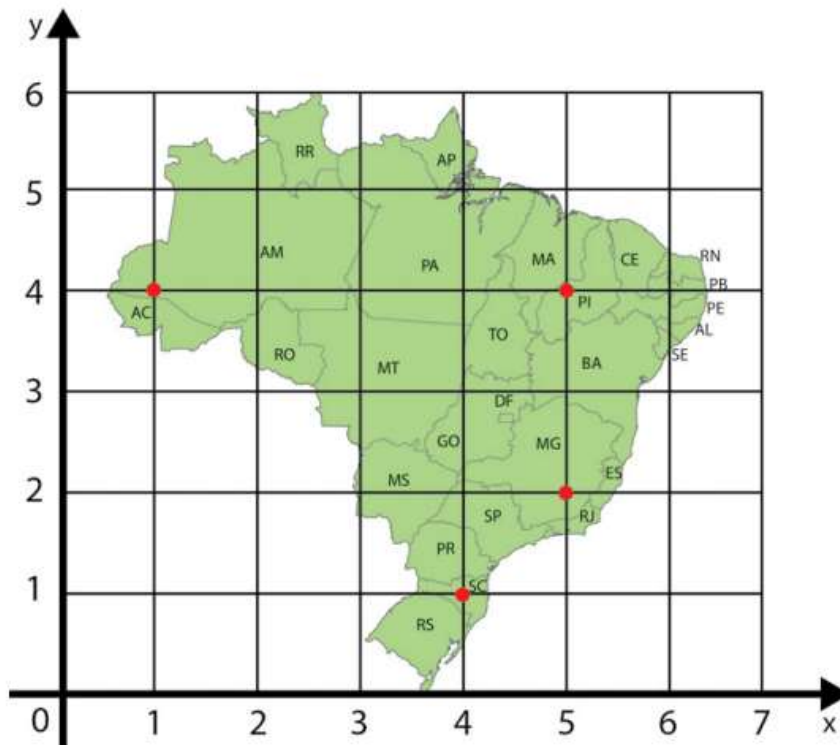 y
6
RR
AP
5
AM
PA
MA
CE
RN
4
PI
PB
AC
PE
TO
AL
RO
MT
BA
SE
3
DF
GO
MG
MS
ES
2
SP
RJ
PR
1
SC
RS
0 1 2 3 4 5 6 7 x